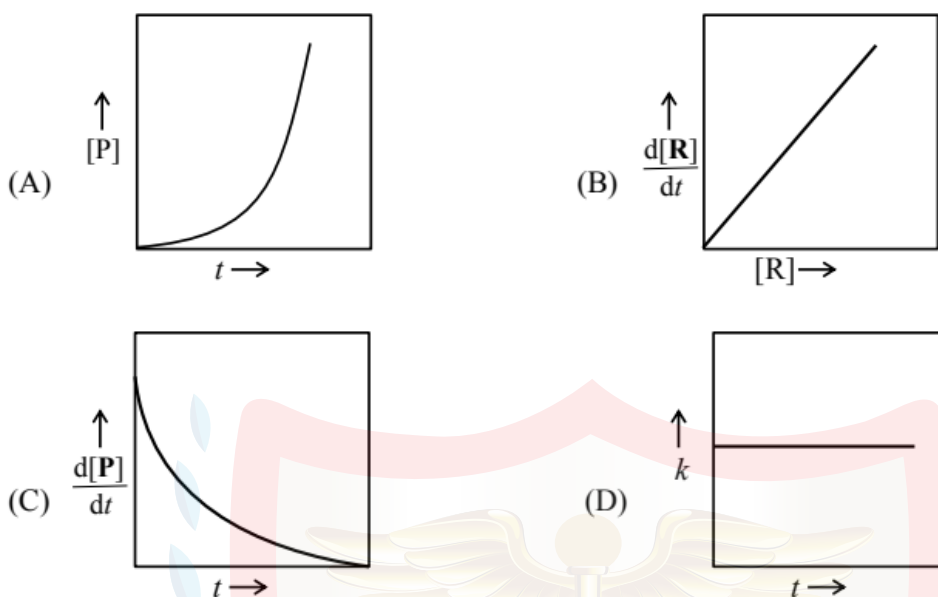 (A) [P]
t
(B) d[R]/dt
[R]
(C) d[P]/dt
t
(D) k
t